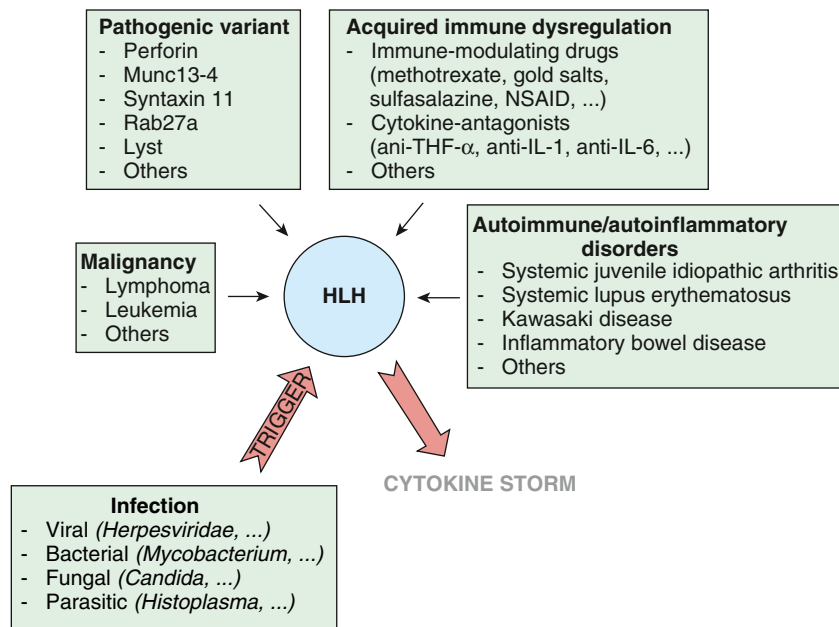 Pathogenic variant
- Perforin
- Munc13-4
- Syntaxin 11
- Rab27a
- Lyst
- Others
Acquired immune dysregulation
- Immune-modulating drugs
(methotrexate, gold salts,
sulfasalazine, NSAID, ...)
- Cytokine-antagonists
(ani-THF-α, anti-IL-1, anti-IL-6, ...)
- Others
Malignancy
- Lymphoma
- Leukemia
- Others
HLH
Autoimmune/autoinflammatory
disorders
- Systemic juvenile idiopathic arthritis
- Systemic lupus erythematosus
- Kawasaki disease
- Inflammatory bowel disease
- Others
TRIGGER
CYTOKINE STORM
Infection
- Viral (Herpesviridae, ...)
- Bacterial (Mycobacterium, ...)
- Fungal (Candida, ...)
- Parasitic (Histoplasma, ...)